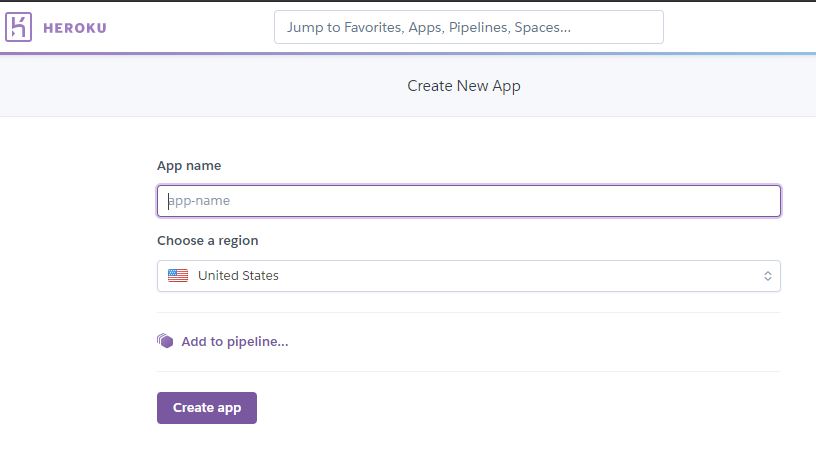 HEROKU
Jump to Favorites, Apps, Pipelines, Spaces...
Create New App
App name
app-name
Choose a region
United States
Add to pipeline...
Create app